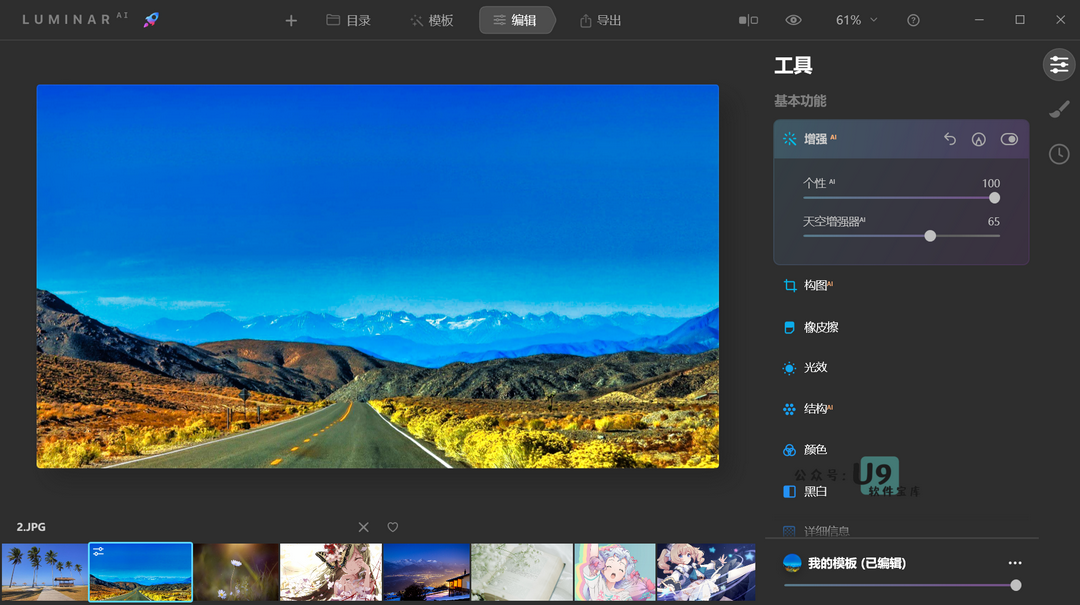 LUMINAR AI
目录
模板
编辑
导出
61%
工具
基本功能
增强 AI
个性 AI
100
天空增强器AI
65
构图AI
橡皮擦
光效
结构AI
颜色
公众号:U9
软件宝库
黑白
详细信息
2.JPG
我的模板 (已编辑)